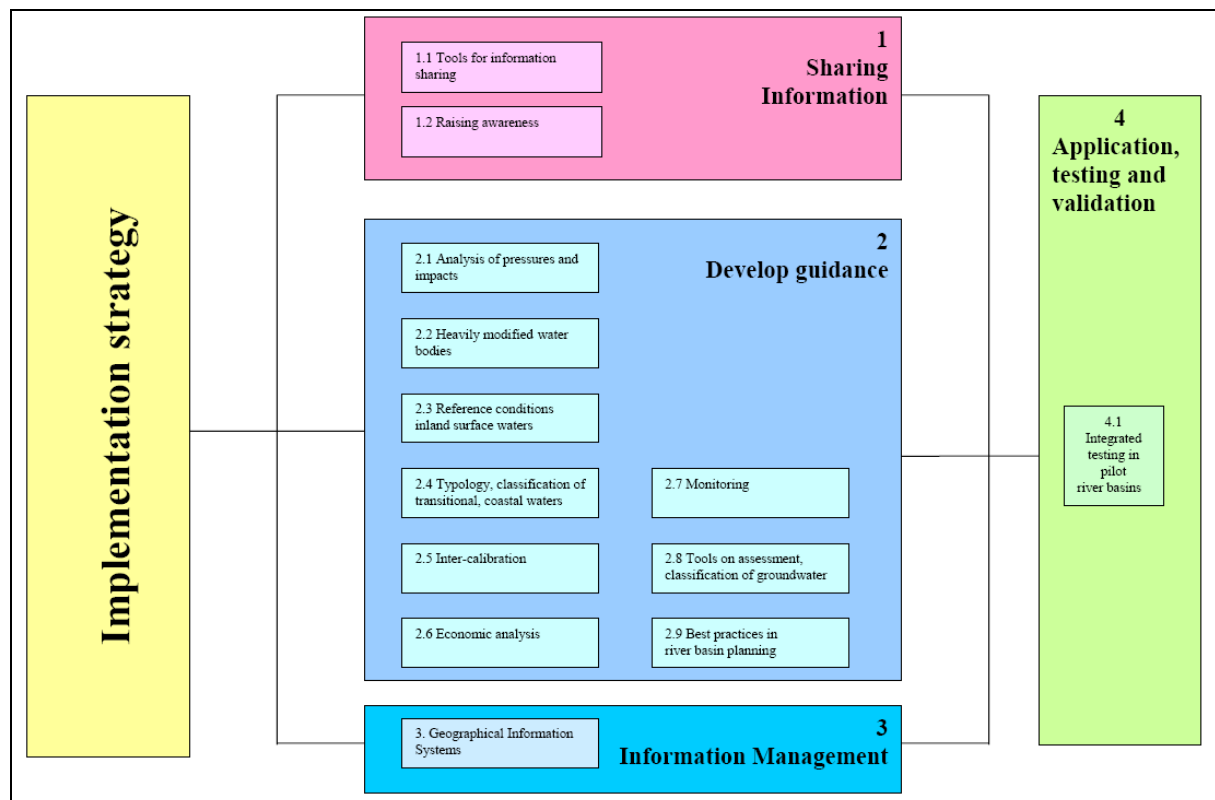 Implementation strategy
1
Sharing
Information
1.1 Tools for information
sharing
1.2 Raising awareness
2
Develop guidance
2.1 Analysis of pressures and
impacts
2.2 Heavily modified water
bodies
2.3 Reference conditions
inland surface waters
2.4 Typology, classification of
transitional, coastal waters
2.5 Inter-calibration
2.6 Economic analysis
2.7 Monitoring
2.8 Tools on assessment,
classification of groundwater
2.9 Best practices in
river basin planning
3
Information Management
3. Geographical Information
Systems
4
Application,
testing and
validation
4.1
Integrated
testing in
pilot
river basins